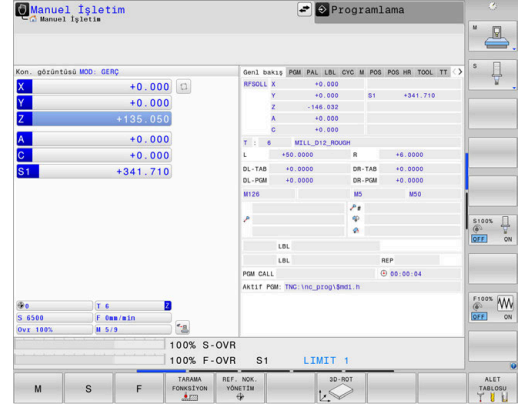 Manuel İşletim
Manuel İşletim
Programlama
Kon. görüntüsü MOD: GERÇ
X +0.000
Y +0.000
Z +135.050
A +0.000
C +0.000
S1 +341.710
0 T 6 Z
S 6500 F 0mm/min
Ovr 100% M 5/9
Genl bakış PGM PAL LBL CYC M POS POS HR TOOL TT
RFSOLL X +0.000
Y +0.000 S1 +341.710
Z -146.032
A +0.000
C +0.000
T : 6 MILL_D12_ROUGH
L +50.0000 R +6.0000
DL-TAB +0.0000 DR-TAB +0.0000
DL-PGM +0.0000 DR-PGM +0.0000
M126 M5 M50
LBL
LBL REP
PGM CALL 00:00:04
Aktif PGM: TNC:\nc_prog\$mdi.h
100% S-OVR
100% F-OVR S1 LIMIT 1
M
S
F
TARAMA FONKSİYON
REF. NOK. YÖNETİM
3D-ROT
ALET TABLOSU
M
S
S100%
OFF ON
F100%
OFF ON